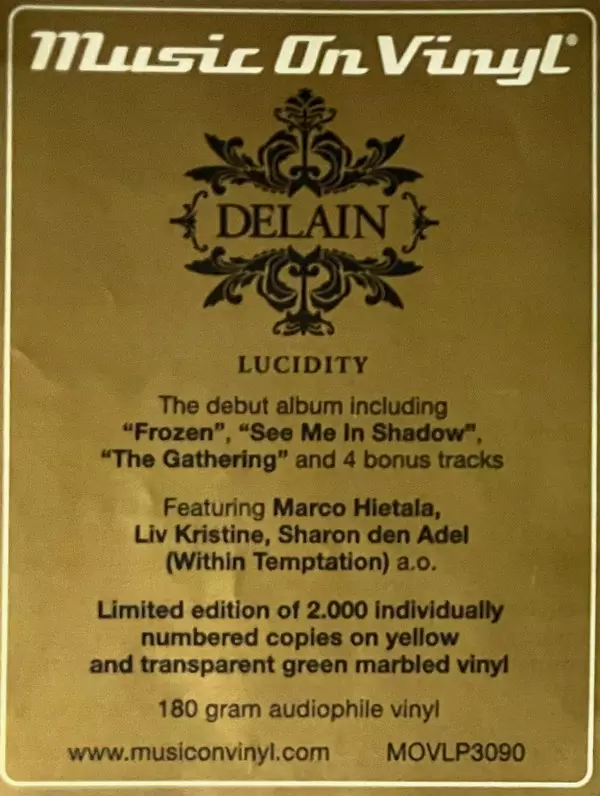 Music On Vinyl®
DELAIN
LUCIDITY
The debut album including
“Frozen”, “See Me In Shadow”,
“The Gathering” and 4 bonus tracks
Featuring Marco Hietala,
Liv Kristine, Sharon den Adel
(Within Temptation) a.o.
Limited edition of 2.000 individually
numbered copies on yellow
and transparent green marbled vinyl
180 gram audiophile vinyl
www.musiconvinyl.com MOVLP3090